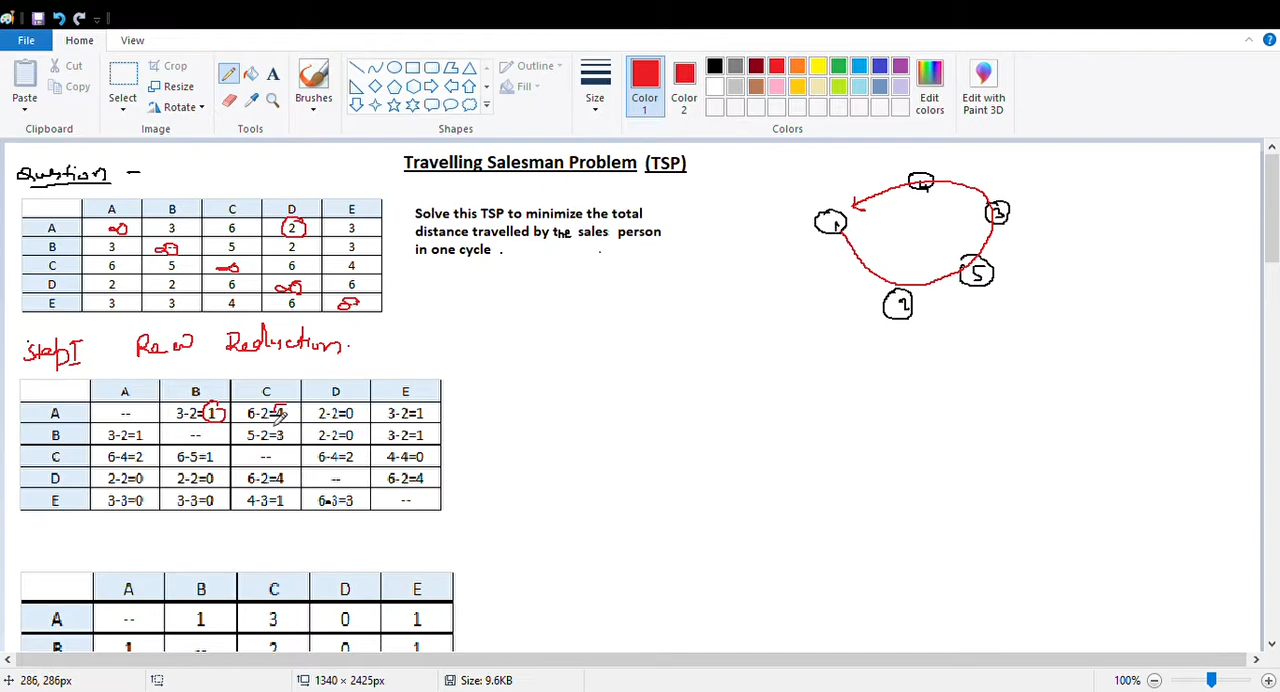 File Home View
Paste Cut Copy Clipboard
Select Crop Resize Rotate Image
A Tools
Brushes
Outline Fill Shapes
Size
Color 1 Color 2 Edit colors Colors
Edit with Paint 3D
Question -
Travelling Salesman Problem (TSP)
Solve this TSP to minimize the total
distance travelled by the sales person
in one cycle .
A B C D E
A ∞ 3 6 2 3
B 3 ∞ 5 2 3
C 6 5 ∞ 6 4
D 2 2 6 ∞ 6
E 3 3 4 6 ∞
1 4 3 5 2
Step I Row Reduction.
A B C D E
A -- 3-2=1 2-2=0 3-2=1
B 3-2=1 -- 5-2=3 2-2=0 3-2=1
C 6-4=2 6-5=1 -- 6-4=2 4-4=0
D 2-2=0 2-2=0 6-2=4 -- 6-2=4
E 3-3=0 3-3=0 4-3=1 6-3=3 --
A B C D E
A -- 1 3 0 1
B 1 -- 2 0 1
286, 286px 1340 × 2425px Size: 9.6KB 100%